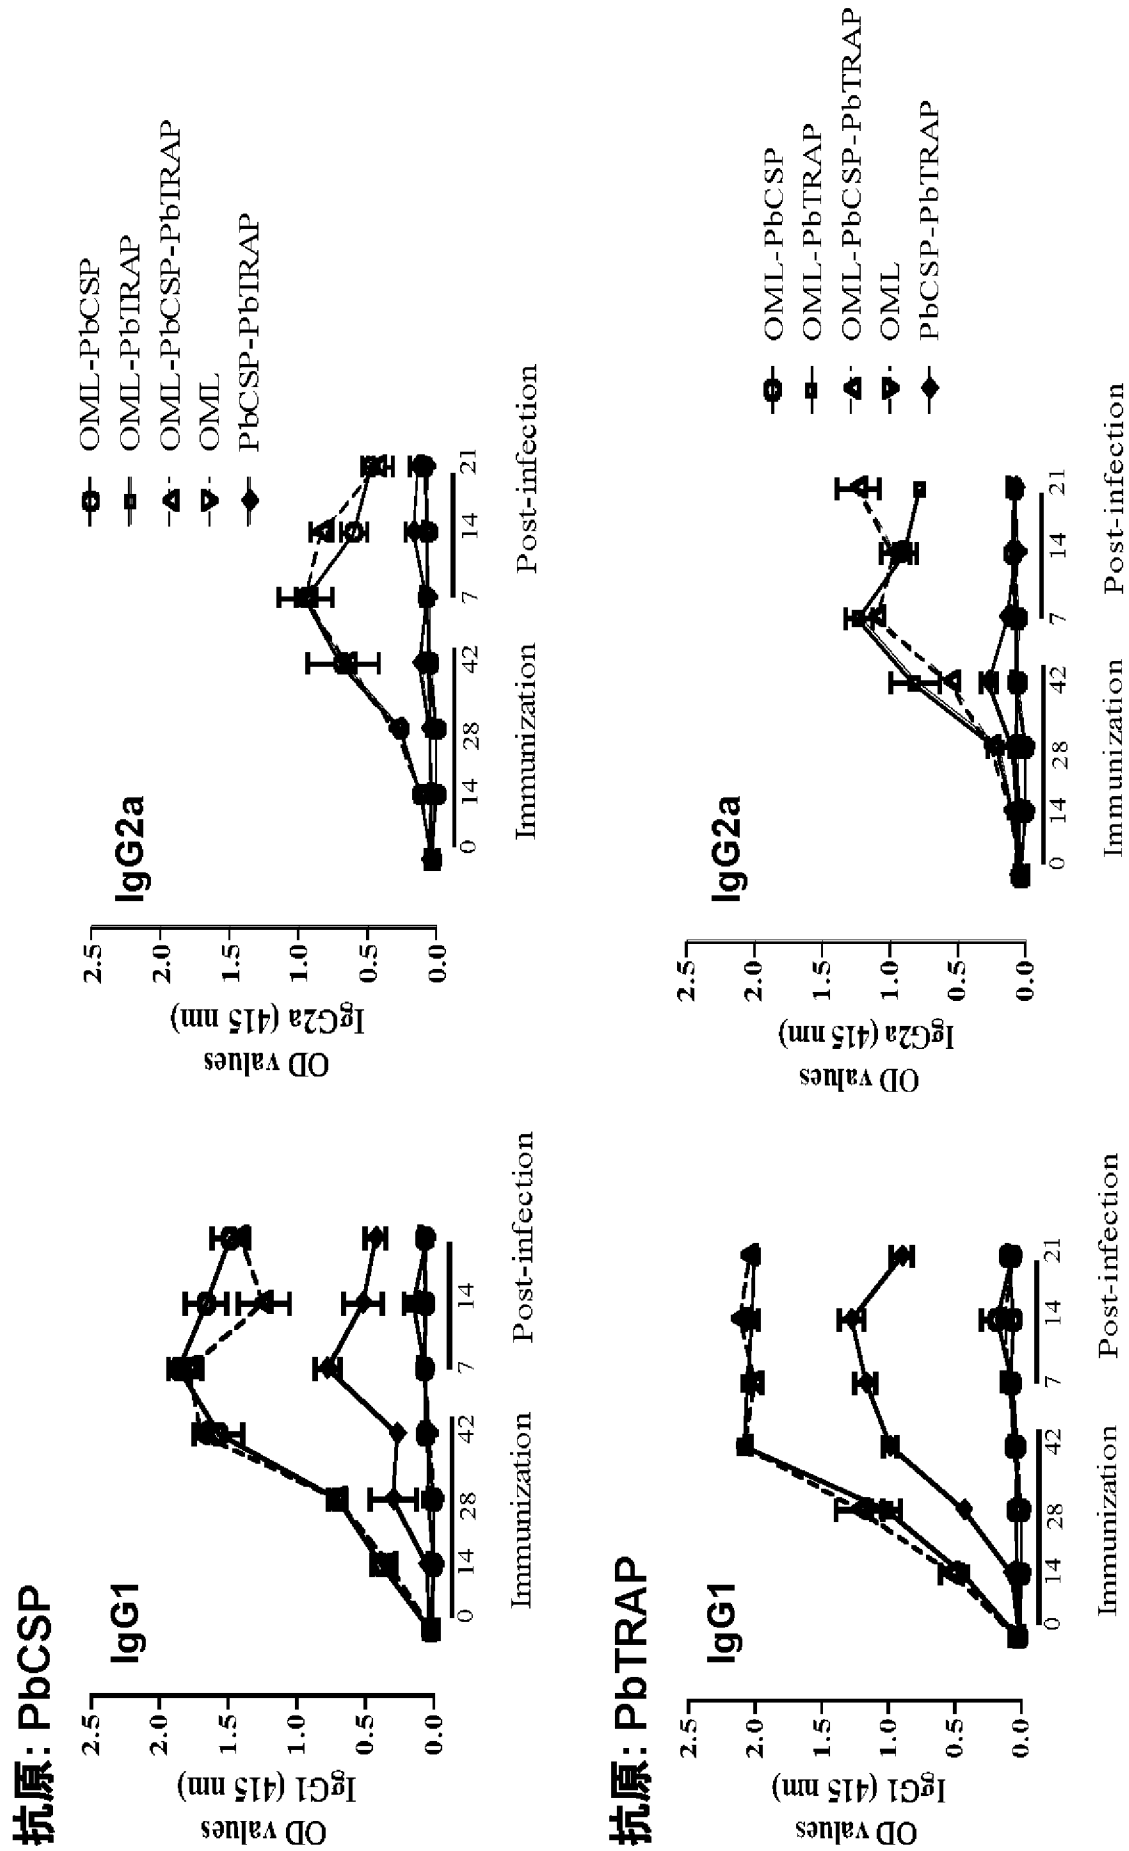 抗原: PbCSP
IgG1
OD values
IgG1 (415 nm)
2.5
2.0
1.5
1.0
0.5
0.0
0 14 28 42 7 14
Immunization Post-infection
IgG2a
OD values
IgG2a (415 nm)
2.5
2.0
1.5
1.0
0.5
0.0
0 14 28 42 7 14 21
Immunization Post-infection
OML-PbCSP
OML-PbTRAP
OML-PbCSP-PbTRAP
OML
PbCSP-PbTRAP
抗原: PbTRAP
IgG1
OD values
IgG1 (415 nm)
2.5
2.0
1.5
1.0
0.5
0.0
0 14 28 42 7 14 21
Immunization Post-infection
IgG2a
OD values
IgG2a (415 nm)
2.5
2.0
1.5
1.0
0.5
0.0
0 14 28 42 7 14 21
Immunization Post-infection
OML-PbCSP
OML-PbTRAP
OML-PbCSP-PbTRAP
OML
PbCSP-PbTRAP